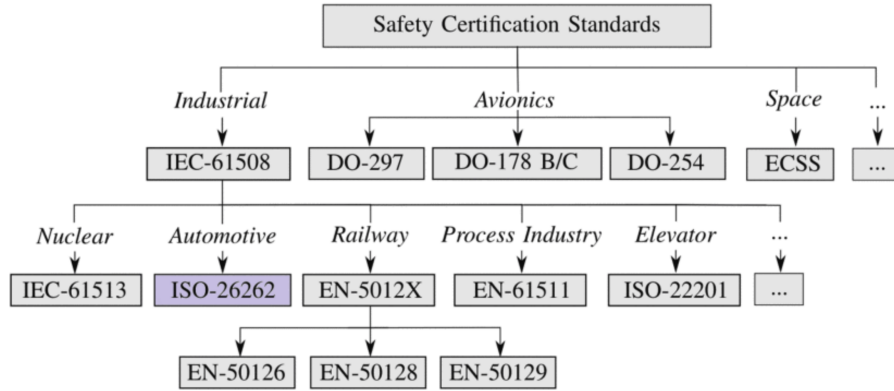 Safety Certification Standards
Industrial
Avionics
Space
...
IEC-61508
DO-297
DO-178 B/C
DO-254
ECSS
...
Nuclear
Automotive
Railway
Process Industry
Elevator
...
IEC-61513
ISO-26262
EN-5012X
EN-61511
ISO-22201
...
EN-50126
EN-50128
EN-50129